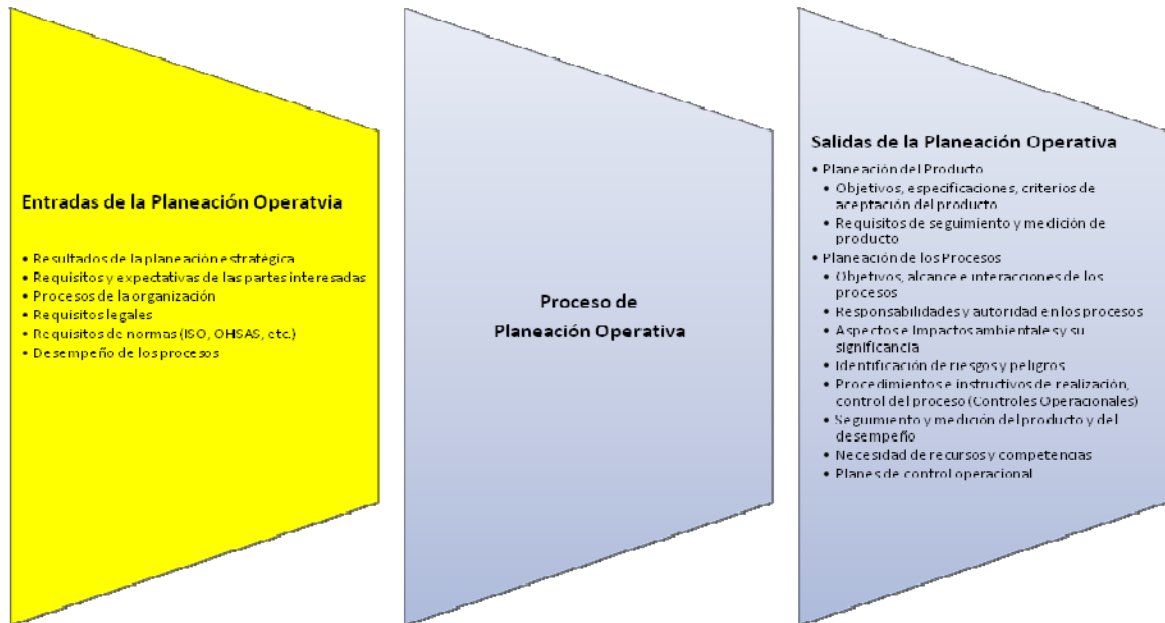 Entradas de la Planeación Operatvia
• Resultados de la planeación estratégica
• Requisitos y expectativas de las partes interesadas
• Procesos de la organización
• Requisitos legales
• Requisitos de normas (ISO, OHSAS, etc.)
• Desempeño de los procesos
Proceso de
Planeación Operativa
Salidas de la Planeación Operativa
• Planeación del Producto
• Objetivos, especificaciones, criterios de
aceptación del producto
• Requisitos de seguimiento y medición de
producto
• Planeación de los Procesos
• Objetivos, alcance e interacciones de los
procesos
• Responsabilidades y autoridad en los procesos
• Aspectos e Impactos ambientales y su
significancia
• Identificación de riesgos y peligros
• Procedimientos e instructivos de realización,
control del proceso (Controles Operacionales)
• Seguimiento y medición del producto y del
desempeño
• Necesidad de recursos y competencias
• Planes de control operacional